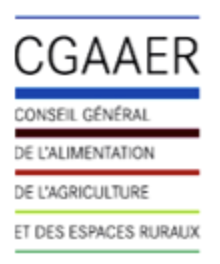 CGAAER
CONSEIL GÉNÉRAL
DE L'ALIMENTATION
DE L'AGRICULTURE
ET DES ESPACES RURAUX